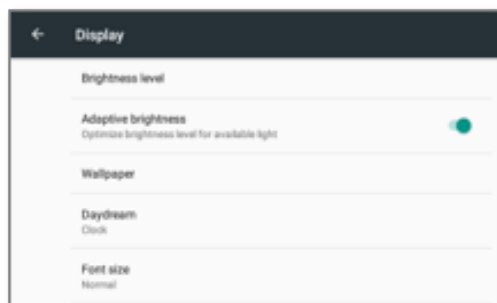 Display
Brightness level
Adaptive brightness
Optimize brightness level for available light
Wallpaper
Daydream
Clock
Font size
Normal